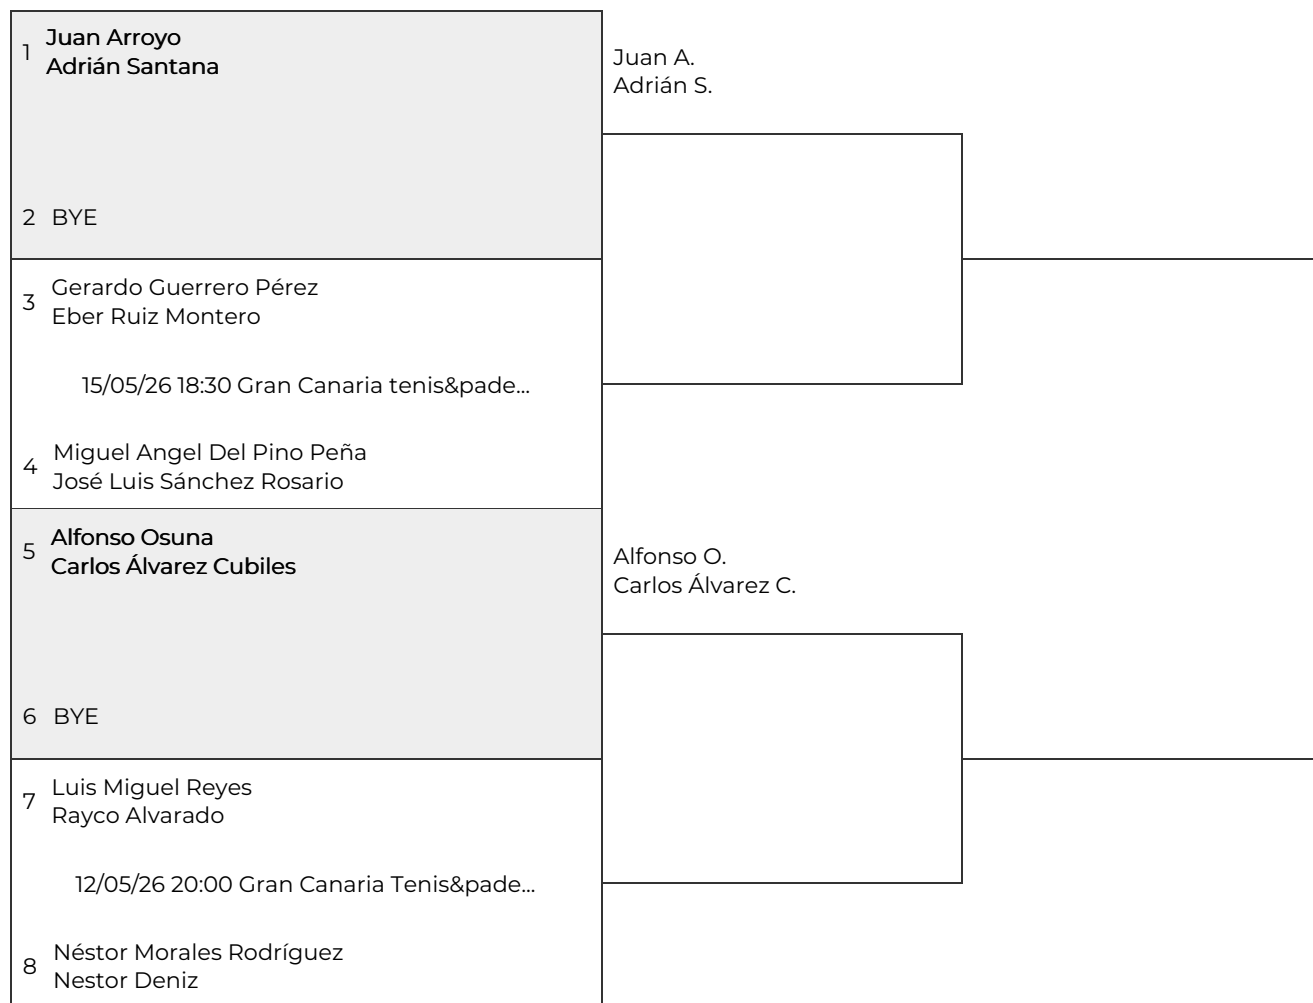 1 Juan Arroyo
Adrián Santana
2 BYE
3 Gerardo Guerrero Pérez
Eber Ruiz Montero
15/05/26 18:30 Gran Canaria tenis&pade...
4 Miguel Angel Del Pino Peña
José Luis Sánchez Rosario
5 Alfonso Osuna
Carlos Álvarez Cubiles
6 BYE
7 Luis Miguel Reyes
Rayco Alvarado
12/05/26 20:00 Gran Canaria Tenis&pade...
8 Néstor Morales Rodríguez
Nestor Deniz
Juan A.
Adrián S.
Alfonso O.
Carlos Álvarez C.